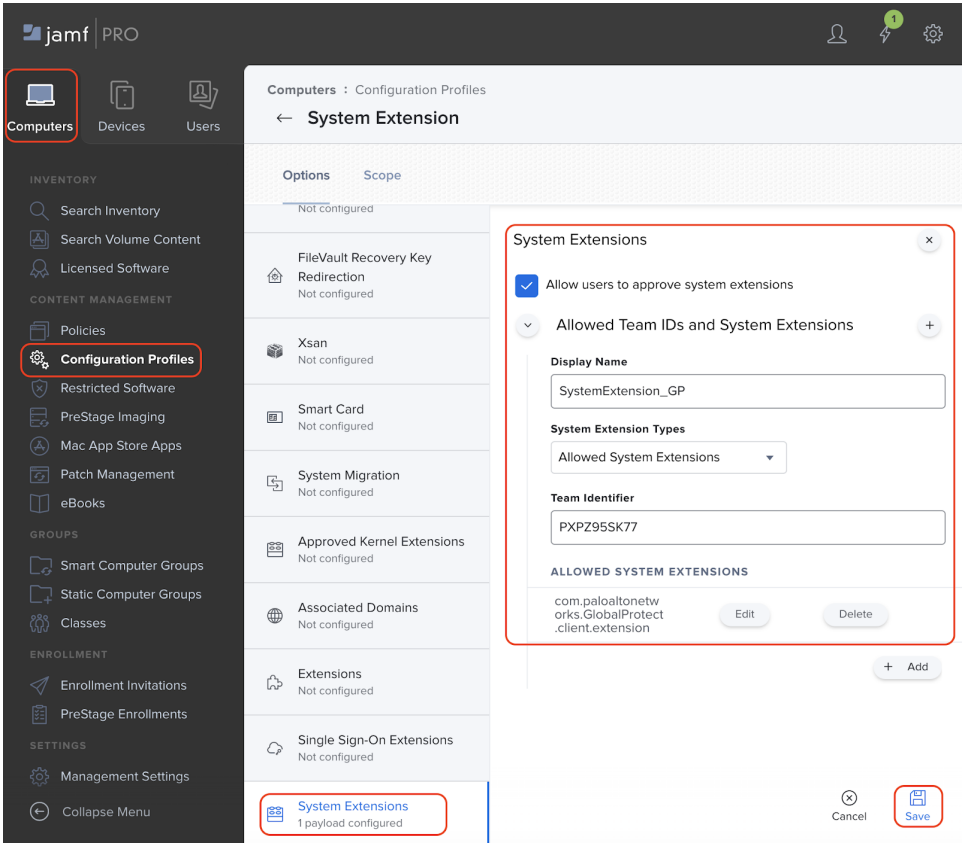 jamf PRO
1
Computers
Devices
Users
INVENTORY
Search Inventory
Search Volume Content
Licensed Software
CONTENT MANAGEMENT
Policies
Configuration Profiles
Restricted Software
PreStage Imaging
Mac App Store Apps
Patch Management
eBooks
GROUPS
Smart Computer Groups
Static Computer Groups
Classes
ENROLLMENT
Enrollment Invitations
PreStage Enrollments
SETTINGS
Management Settings
Collapse Menu
Computers : Configuration Profiles
← System Extension
Options
Scope
Not configured
FileVault Recovery Key
Redirection
Not configured
Xsan
Not configured
Smart Card
Not configured
System Migration
Not configured
Approved Kernel Extensions
Not configured
Associated Domains
Not configured
Extensions
Not configured
Single Sign-On Extensions
Not configured
System Extensions
1 payload configured
System Extensions
Allow users to approve system extensions
Allowed Team IDs and System Extensions
Display Name
SystemExtension_GP
System Extension Types
Allowed System Extensions
Team Identifier
PXPZ95SK77
ALLOWED SYSTEM EXTENSIONS
com.paloaltonetw
orks.GlobalProtect
.client.extension
Edit
Delete
+ Add
Cancel
Save